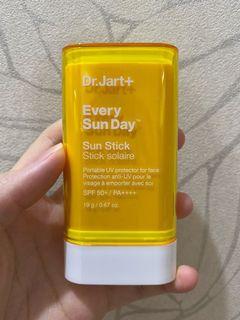 Dr.Jart+
Every
Sun Day™
Sun Stick
Stick solaire
Portable UV protector for face
Protection anti-UV pour le
visage à emporter avec soi
SPF 50+ / PA++++
19 g / 0.67 oz.